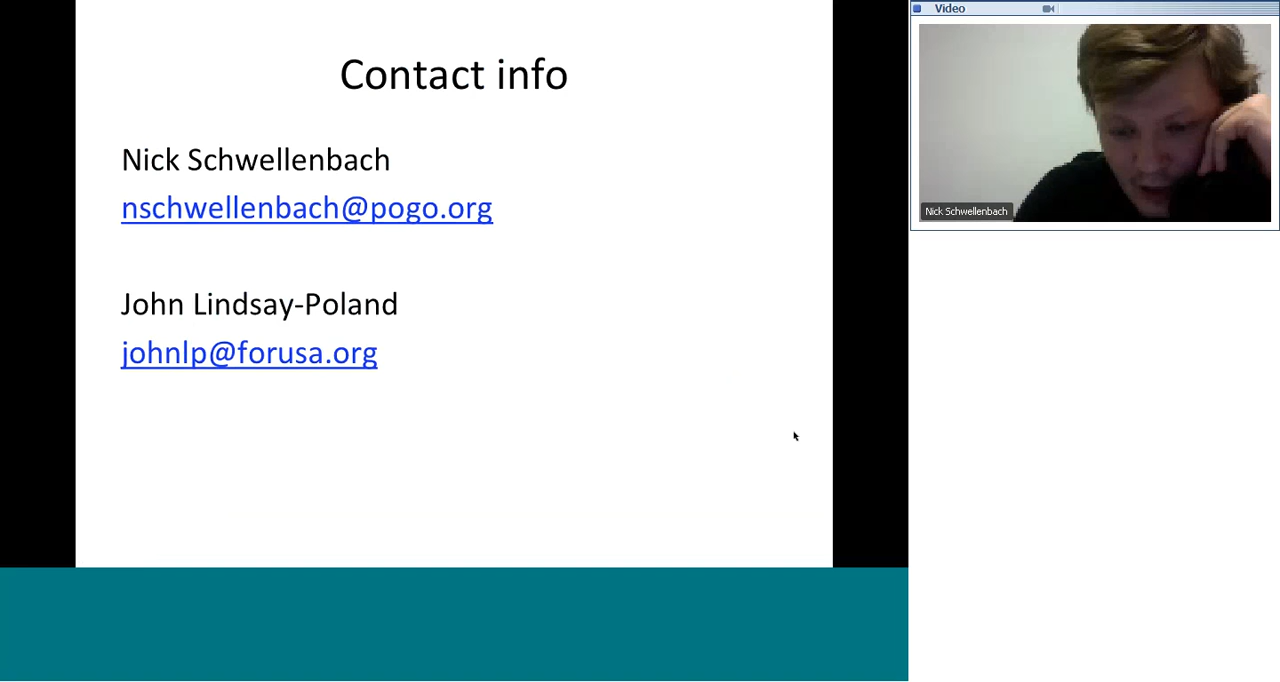 Contact info
Nick Schwellenbach
nschwellenbach@pogo.org
John Lindsay-Poland
johnlp@forusa.org
Video
Nick Schwellenbach